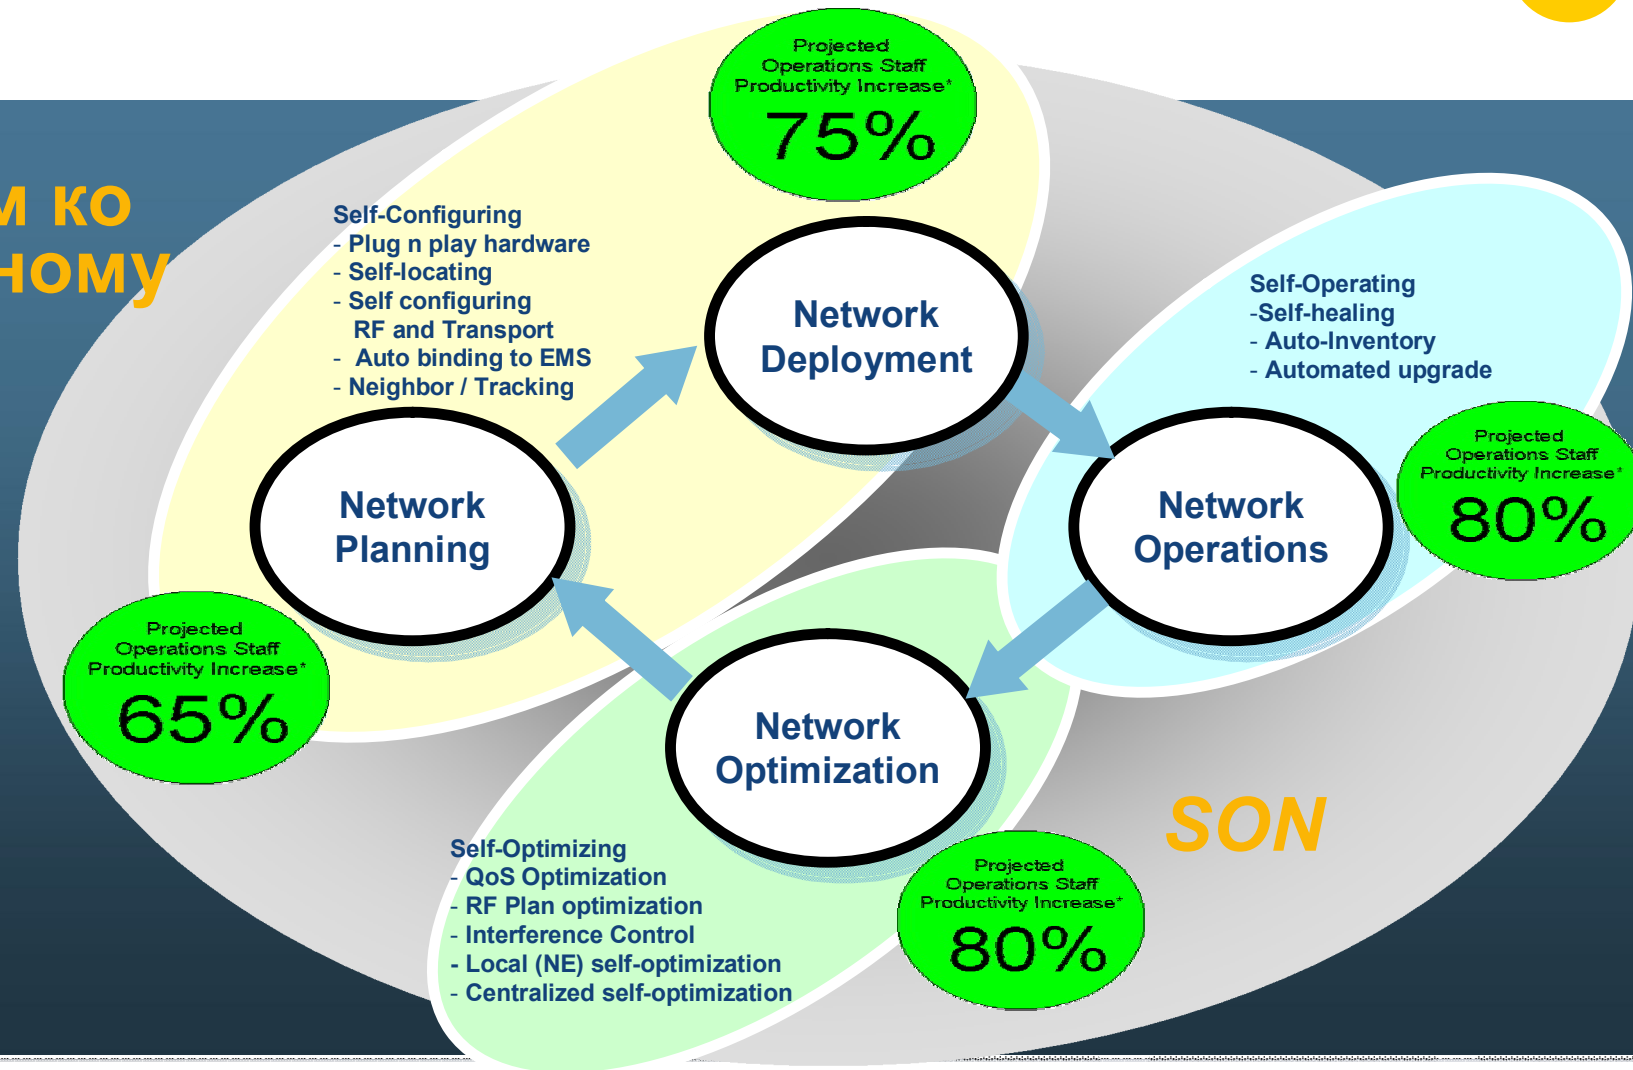 Projected
Operations Staff
Productivity Increase*
75%
м ко
ному
Self-Configuring
- Plug n play hardware
- Self-locating
- Self configuring
RF and Transport
- Auto binding to EMS
- Neighbor / Tracking
Network
Deployment
Self-Operating
-Self-healing
- Auto-Inventory
- Automated upgrade
Projected
Operations Staff
Productivity Increase*
80%
Network
Planning
Network
Operations
Projected
Operations Staff
Productivity Increase*
65%
Network
Optimization
SON
Self-Optimizing
- QoS Optimization
- RF Plan optimization
- Interference Control
- Local (NE) self-optimization
- Centralized self-optimization
Projected
Operations Staff
Productivity Increase*
80%